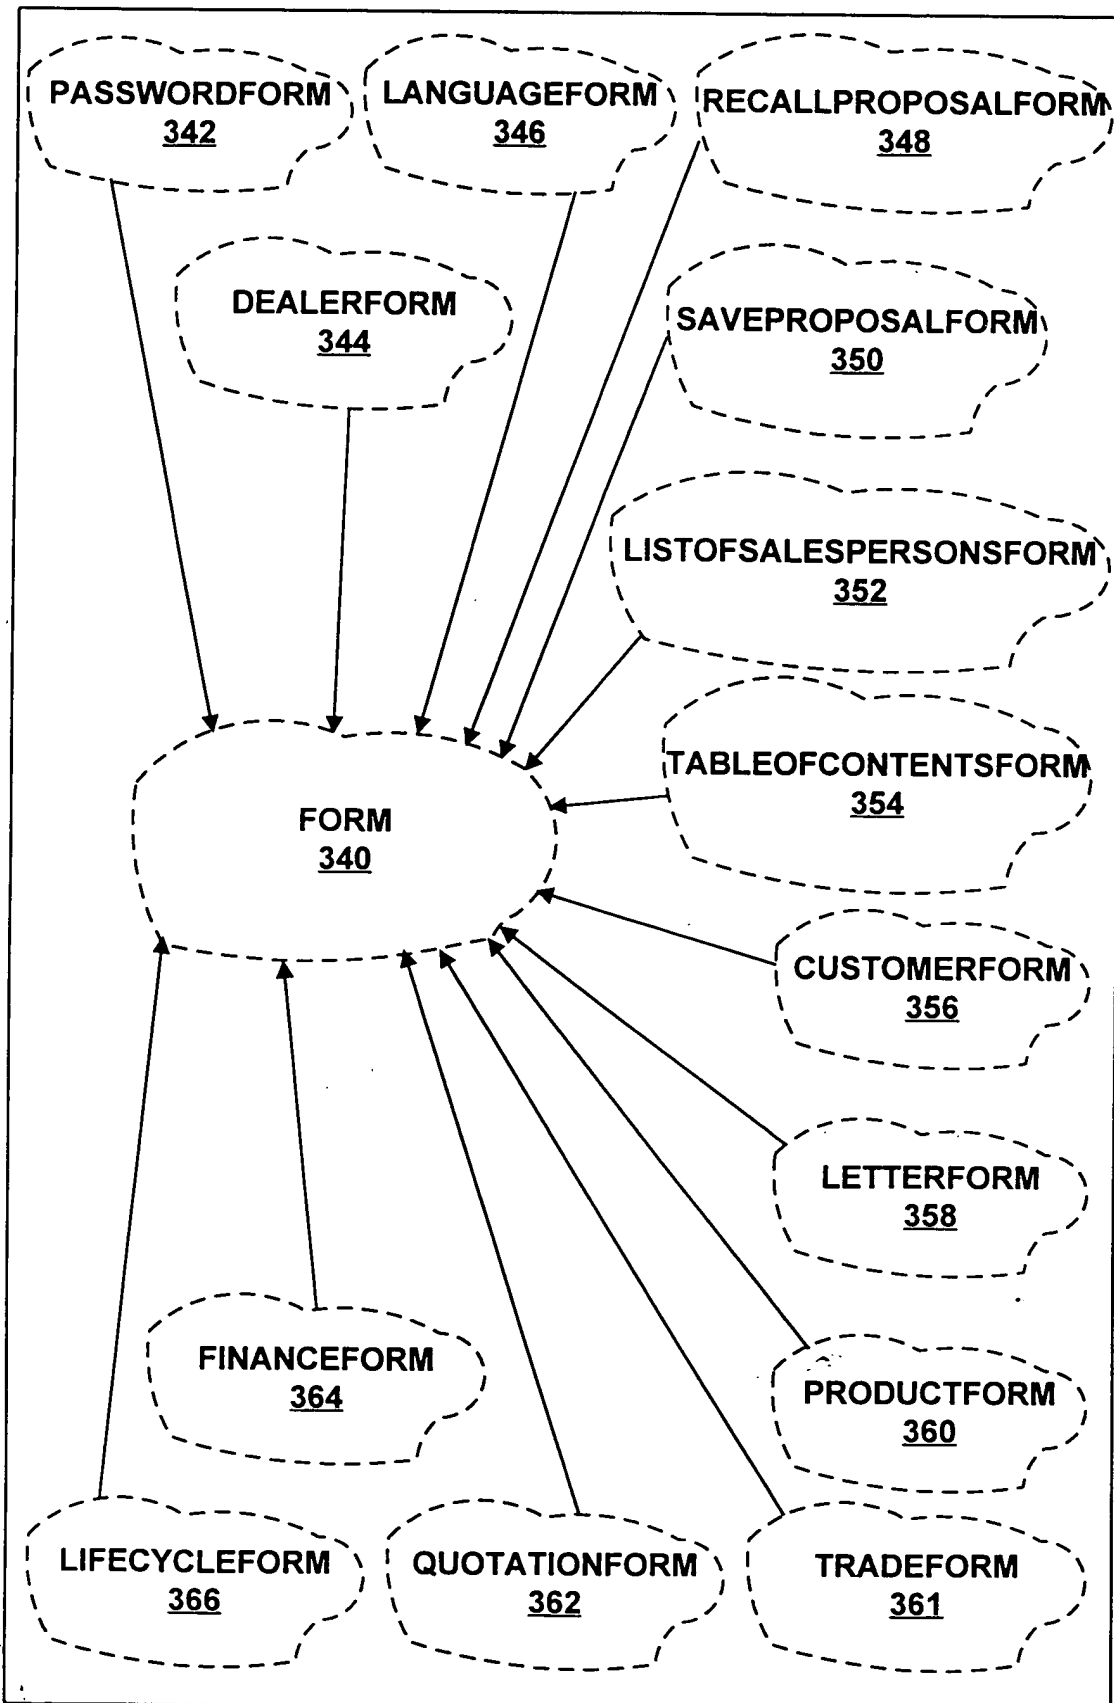 PASSWORDFORM
342
LANGUAGEFORM
346
RECALLPROPOSALFORM
348
DEALERFORM
344
SAVEPROPOSALFORM
350
LISTOFSALESPERSONSFORM
352
TABLEOFCONTENTSFORM
354
FORM
340
CUSTOMERFORM
356
LETTERFORM
358
FINANCEFORM
364
PRODUCTFORM
360
LIFECYCLEFORM
366
QUOTATIONFORM
362
TRADEFORM
361